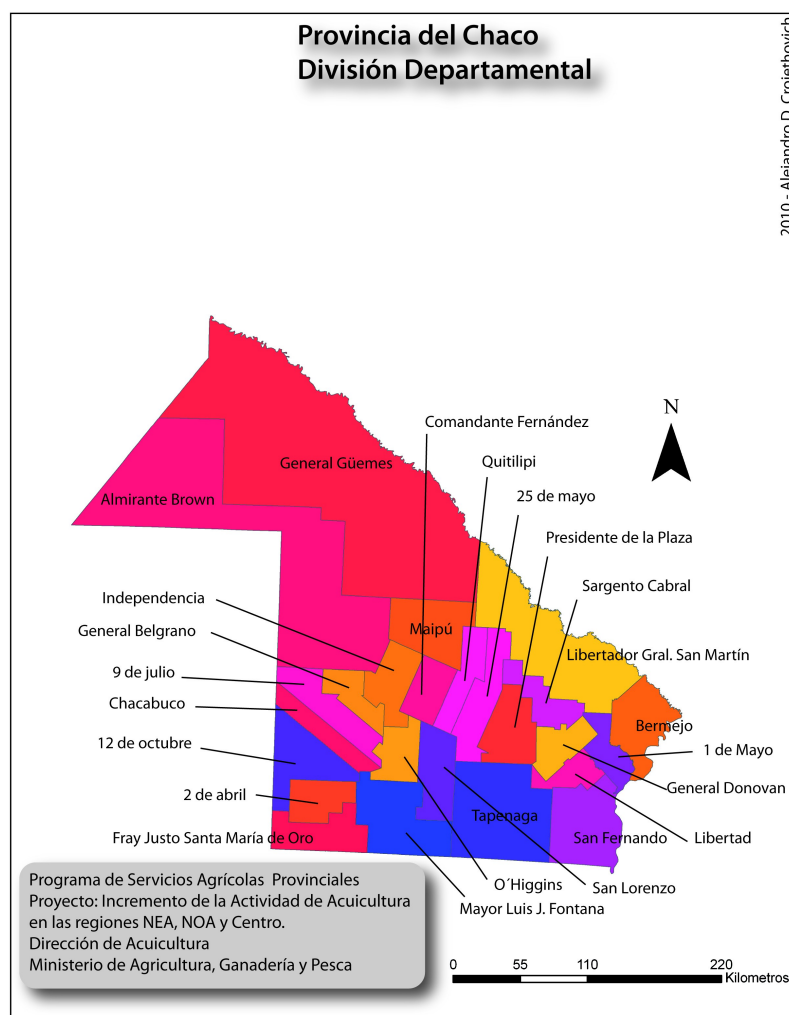 Provincia del Chaco
División Departamental
2010 - Alejandro D. Crojethovich
N
Comandante Fernández
General Güemes
Quitilipi
Almirante Brown
25 de mayo
Presidente de la Plaza
Sargento Cabral
Independencia
General Belgrano
Maipú
Libertador Gral. San Martín
9 de julio
Chacabuco
Bermejo
12 de octubre
1 de Mayo
General Donovan
2 de abril
Tapenaga
Fray Justo Santa María de Oro
San Fernando
Libertad
O´Higgins
San Lorenzo
Mayor Luis J. Fontana
Programa de Servicios Agrícolas Provinciales
Proyecto: Incremento de la Actividad de Acuicultura
en las regiones NEA, NOA y Centro.
Dirección de Acuicultura
Ministerio de Agricultura, Ganadería y Pesca
0 55 110 220
Kilometros